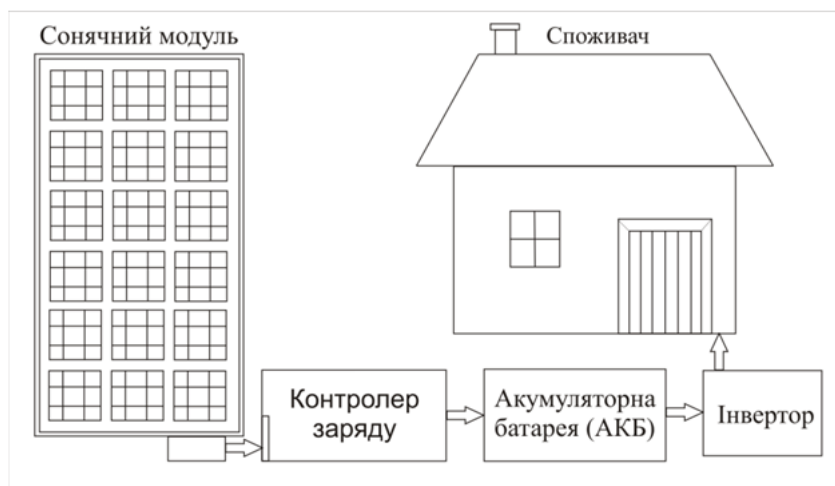 Сонячний модуль
Споживач
Контролер
заряду
Акумуляторна
батарея (АКБ)
Інвертор